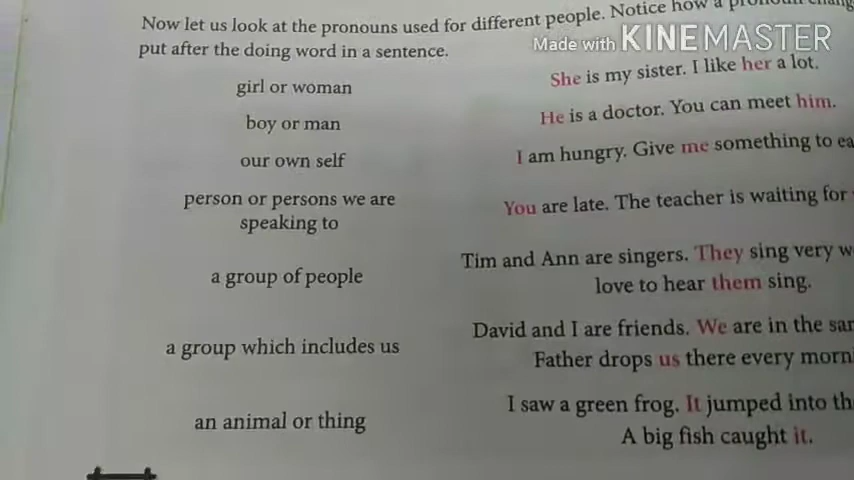 Now let us look at the pronouns used for different people. Notice how a pronoun
put after the doing word in a sentence.
Made with KINEMASTER
girl or woman
She is my sister. I like her a lot.
boy or man
He is a doctor. You can meet him.
our own self
I am hungry. Give me something to
person or persons we are
speaking to
You are late. The teacher is waiting for
a group of people
Tim and Ann are singers. They sing very
love to hear them sing.
a group which includes us
David and I are friends. We are in the
Father drops us there every
an animal or thing
I saw a green frog. It jumped into
A big fish caught it.